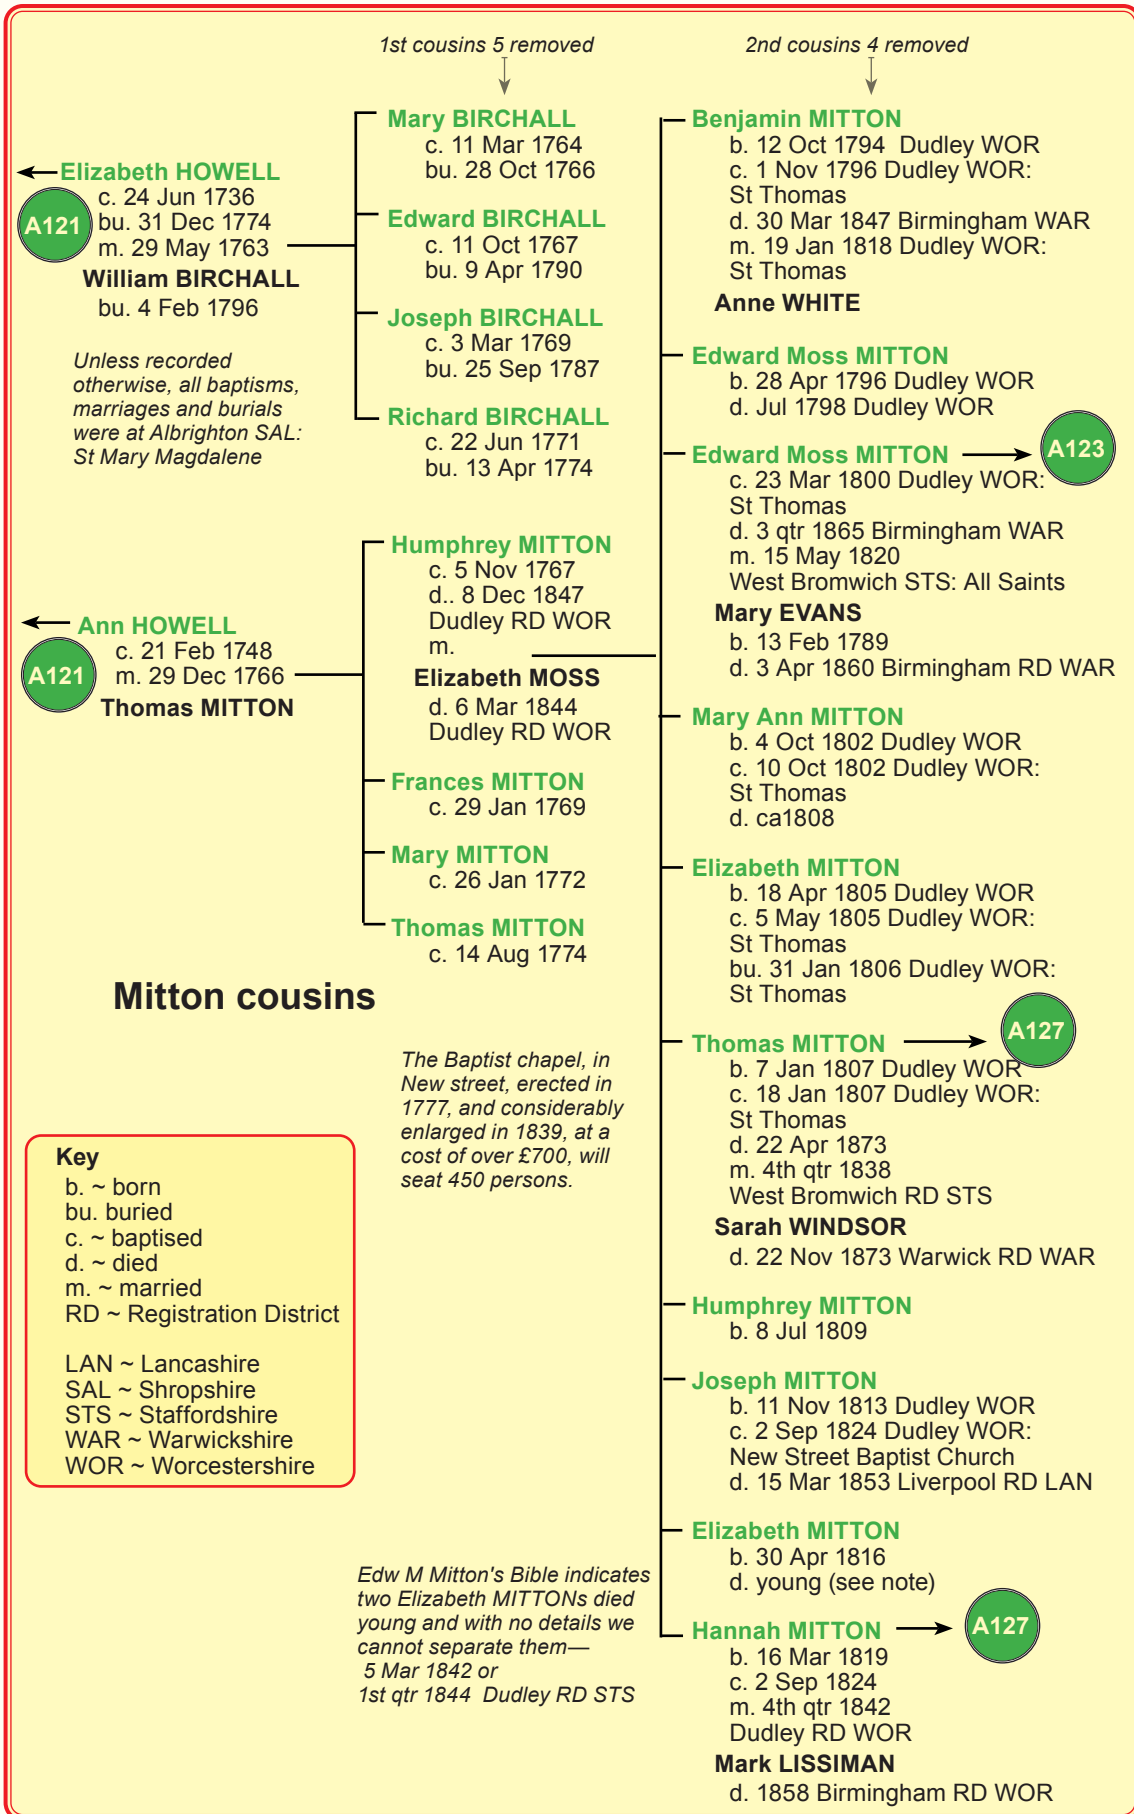 1st cousins 5 removed
2nd cousins 4 removed
Elizabeth HOWELL
c. 24 Jun 1736
bu. 31 Dec 1774
m. 29 May 1763
A121
William BIRCHALL
bu. 4 Feb 1796
Unless recorded
otherwise, all baptisms,
marriages and burials
were at Albrighton SAL:
St Mary Magdalene
Mary BIRCHALL
c. 11 Mar 1764
bu. 28 Oct 1766
Edward BIRCHALL
c. 11 Oct 1767
bu. 9 Apr 1790
Joseph BIRCHALL
c. 3 Mar 1769
bu. 25 Sep 1787
Richard BIRCHALL
c. 22 Jun 1771
bu. 13 Apr 1774
Ann HOWELL
c. 21 Feb 1748
m. 29 Dec 1766
A121
Thomas MITTON
Humphrey MITTON
c. 5 Nov 1767
d.. 8 Dec 1847
Dudley RD WOR
m.
Elizabeth MOSS
d. 6 Mar 1844
Dudley RD WOR
Frances MITTON
c. 29 Jan 1769
Mary MITTON
c. 26 Jan 1772
Thomas MITTON
c. 14 Aug 1774
Mitton cousins
The Baptist chapel, in
New street, erected in
1777, and considerably
enlarged in 1839, at a
cost of over £700, will
seat 450 persons.
Key
b. ~ born
bu. buried
c. ~ baptised
d. ~ died
m. ~ married
RD ~ Registration District
LAN ~ Lancashire
SAL ~ Shropshire
STS ~ Staffordshire
WAR ~ Warwickshire
WOR ~ Worcestershire
Edw M Mitton's Bible indicates
two Elizabeth MITTONs died
young and with no details we
cannot separate them—
5 Mar 1842 or
1st qtr 1844 Dudley RD STS
Benjamin MITTON
b. 12 Oct 1794 Dudley WOR
c. 1 Nov 1796 Dudley WOR:
St Thomas
d. 30 Mar 1847 Birmingham WAR
m. 19 Jan 1818 Dudley WOR:
St Thomas
Anne WHITE
Edward Moss MITTON
b. 28 Apr 1796 Dudley WOR
d. Jul 1798 Dudley WOR
Edward Moss MITTON
A123
c. 23 Mar 1800 Dudley WOR:
St Thomas
d. 3 qtr 1865 Birmingham WAR
m. 15 May 1820
West Bromwich STS: All Saints
Mary EVANS
b. 13 Feb 1789
d. 3 Apr 1860 Birmingham RD WAR
Mary Ann MITTON
b. 4 Oct 1802 Dudley WOR
c. 10 Oct 1802 Dudley WOR:
St Thomas
d. ca1808
Elizabeth MITTON
b. 18 Apr 1805 Dudley WOR
c. 5 May 1805 Dudley WOR:
St Thomas
bu. 31 Jan 1806 Dudley WOR:
St Thomas
Thomas MITTON
A127
b. 7 Jan 1807 Dudley WOR
c. 18 Jan 1807 Dudley WOR:
St Thomas
d. 22 Apr 1873
m. 4th qtr 1838
West Bromwich RD STS
Sarah WINDSOR
d. 22 Nov 1873 Warwick RD WAR
Humphrey MITTON
b. 8 Jul 1809
Joseph MITTON
b. 11 Nov 1813 Dudley WOR
c. 2 Sep 1824 Dudley WOR:
New Street Baptist Church
d. 15 Mar 1853 Liverpool RD LAN
Elizabeth MITTON
b. 30 Apr 1816
d. young (see note)
Hannah MITTON
A127
b. 16 Mar 1819
c. 2 Sep 1824
m. 4th qtr 1842
Dudley RD WOR
Mark LISSIMAN
d. 1858 Birmingham RD WOR